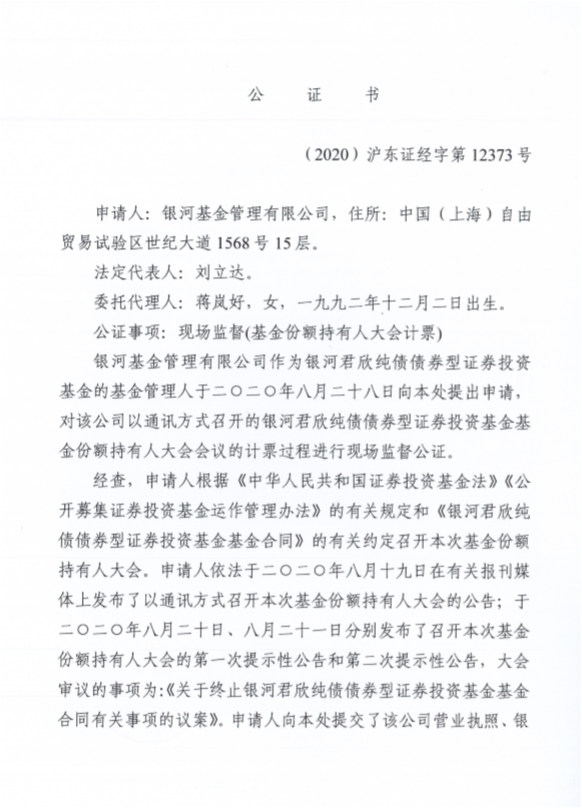 公 证 书
（2020）沪东证经字第 12373 号
申请人：银河基金管理有限公司，住所：中国（上海）自由
贸易试验区世纪大道 1568 号 15 层。
法定代表人：刘立达。
委托代理人：蒋岚好，女，一九九二年十二月二日出生。
公证事项：现场监督(基金份额持有人大会计票)
银河基金管理有限公司作为银河君欣纯债债券型证券投资
基金的基金管理人于二〇二〇年八月二十八日向本处提出申请，
对该公司以通讯方式召开的银河君欣纯债债券型证券投资基金基
金份额持有人大会会议的计票过程进行现场监督公证。
经查，申请人根据《中华人民共和国证券投资基金法》《公
开募集证券投资基金运作管理办法》的有关规定和《银河君欣纯
债债券型证券投资基金基金合同》的有关约定召开本次基金份额
持有人大会。申请人依法于二〇二〇年八月十九日在有关报刊媒
体上发布了以通讯方式召开本次基金份额持有人大会的公告；于
二〇二〇年八月二十日、八月二十一日分别发布了召开本次基金
份额持有人大会的第一次提示性公告和第二次提示性公告，大会
审议的事项为：《关于终止银河君欣纯债债券型证券投资基金基金
合同有关事项的议案》。申请人向本处提交了该公司营业执照、银